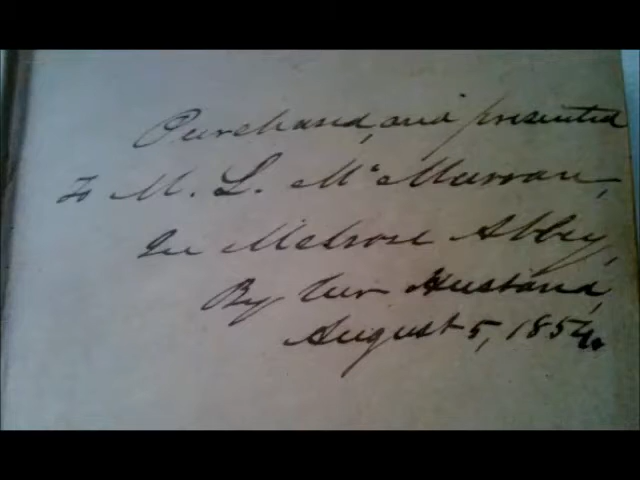 Purchased, and presented
to M. L. McMurran,
In Melrose Abbey,
By her Husband,
August 5, 1854.